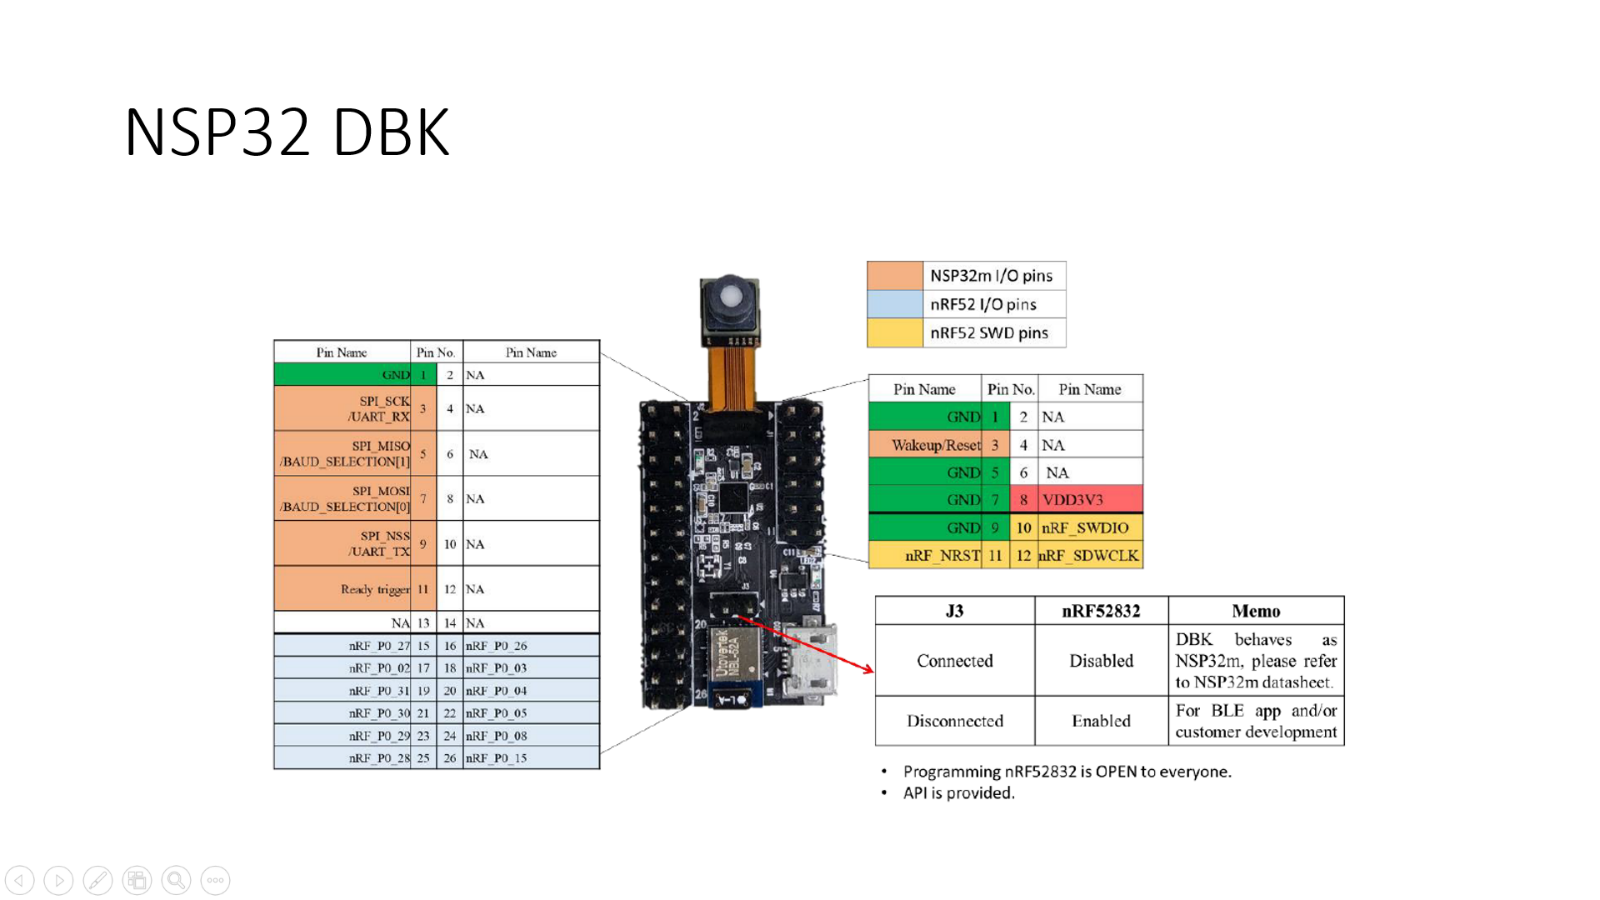 NSP32 DBK
NSP32m I/O pins
nRF52 I/O pins
nRF52 SWD pins
Pin Name Pin No. Pin Name
GND 1 2 NA
SPI_SCK
/UART_RX 3 4 NA
SPI_MISO
/BAUD_SELECTION[1] 5 6 NA
SPI_MOSI
/BAUD_SELECTION[0] 7 8 NA
SPI_NSS
/UART_TX 9 10 NA
Ready trigger 11 12 NA
NA 13 14 NA
nRF_P0_27 15 16 nRF_P0_26
nRF_P0_02 17 18 nRF_P0_03
nRF_P0_31 19 20 nRF_P0_04
nRF_P0_30 21 22 nRF_P0_05
nRF_P0_29 23 24 nRF_P0_08
nRF_P0_28 25 26 nRF_P0_15
2
J3
20
Utovertek
NBL-52A
26
L-A
Pin Name Pin No. Pin Name
GND 1 2 NA
Wakeup/Reset 3 4 NA
GND 5 6 NA
GND 7 8 VDD3V3
GND 9 10 nRF_SWDIO
nRF_NRST 11 12 nRF_SDWCLK
J3 nRF52832 Memo
Connected Disabled DBK behaves as
NSP32m, please refer
to NSP32m datasheet.
Disconnected Enabled For BLE app and/or
customer development
• Programming nRF52832 is OPEN to everyone.
• API is provided.